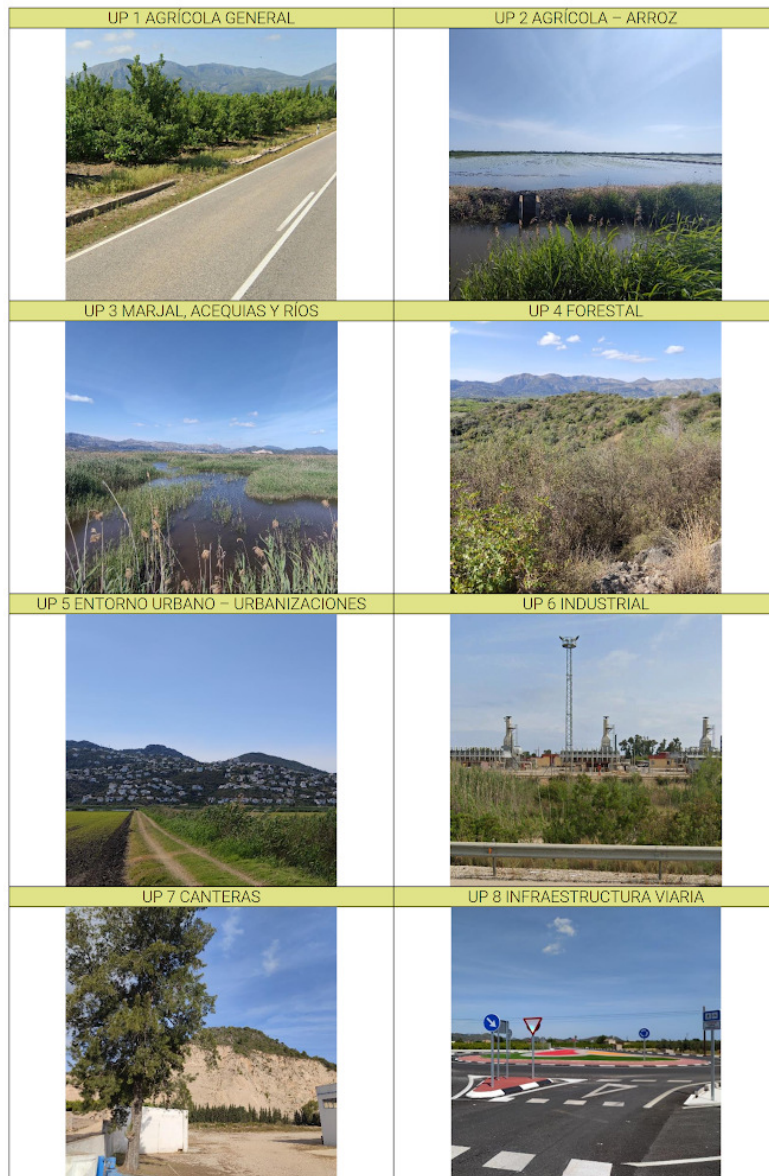 UP 1 AGRÍCOLA GENERAL
UP 2 AGRÍCOLA – ARROZ
UP 3 MARJAL, ACEQUIAS Y RÍOS
UP 4 FORESTAL
UP 5 ENTORNO URBANO – URBANIZACIONES
UP 6 INDUSTRIAL
UP 7 CANTERAS
UP 8 INFRAESTRUCTURA VIARIA